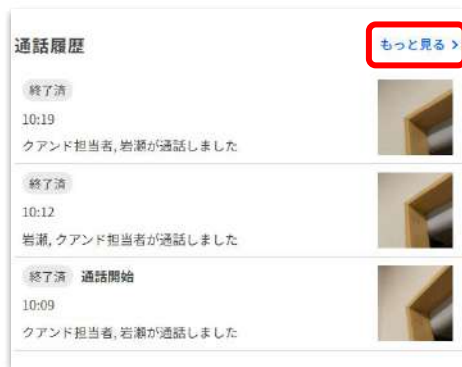 通話履歴
もっと見る >
終了済
10:19
クアンド担当者, 岩瀬が通話しました
終了済
10:12
岩瀬, クアンド担当者が通話しました
終了済 通話開始
10:09
クアンド担当者, 岩瀬が通話しました